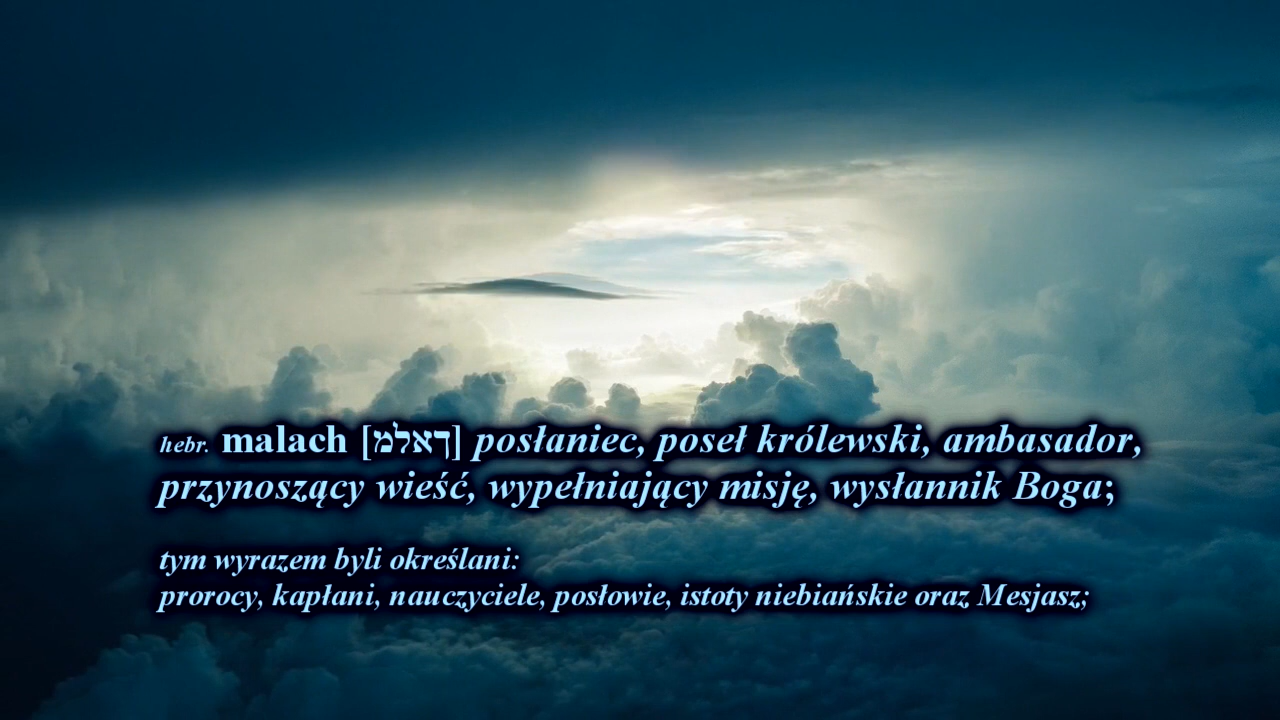 hebr. malach [ךאלמ] posłaniec, poseł królewski, ambasador,
przynoszący wieść, wypełniający misję, wysłannik Boga;
tym wyrazem byli określani:
prorocy, kapłani, nauczyciele, posłowie, istoty niebiańskie oraz Mesjasz;